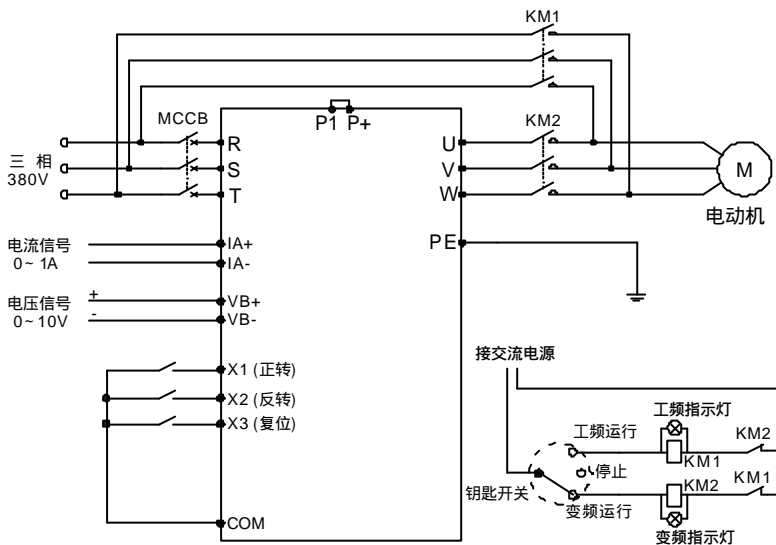 KM1
MCCB
P1 P+
KM2
三 相
380V
R
S
T
U
V
W
M
电动机
电流信号
0~ 1A
IA+
IA-
PE
电压信号
0~10V
+
-
VB+
VB-
X1 (正转)
X2 (反转)
X3 (复位)
COM
接交流电源
工频指示灯
工频运行
KM2
KM1
停止
钥匙开关
KM2
KM1
变频运行
变频指示灯